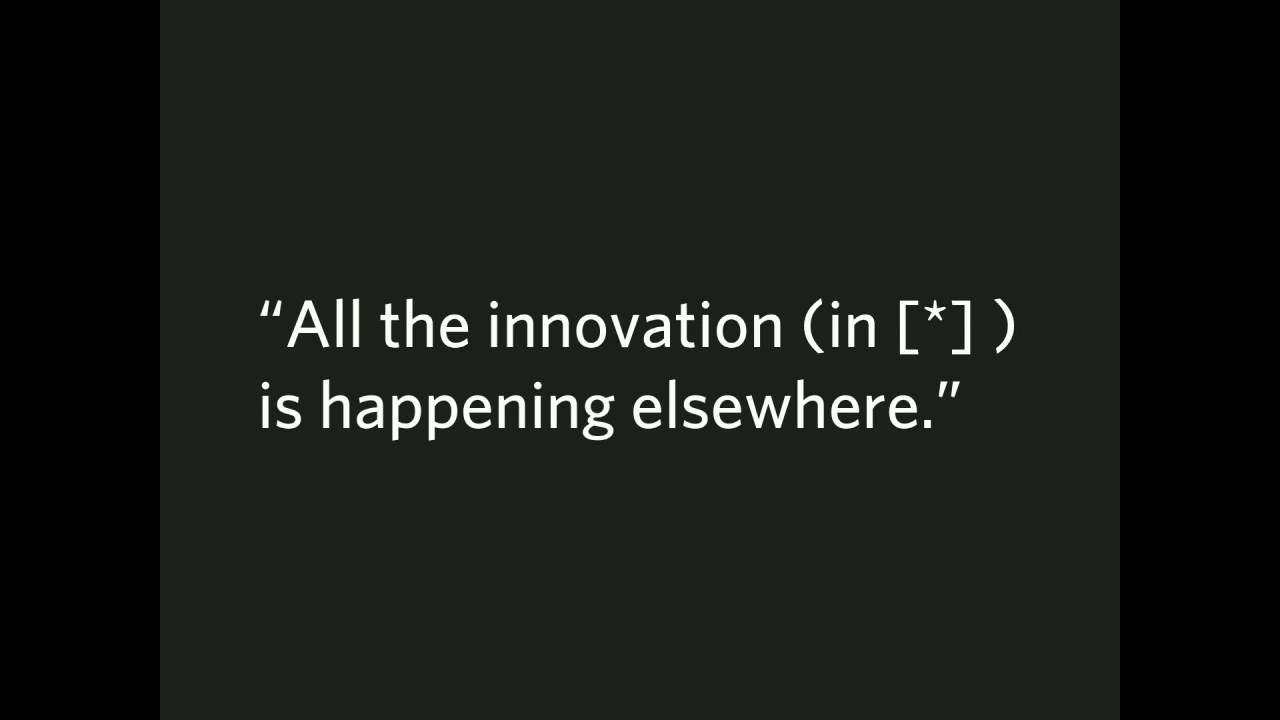 “All the innovation (in [*] )
is happening elsewhere.”